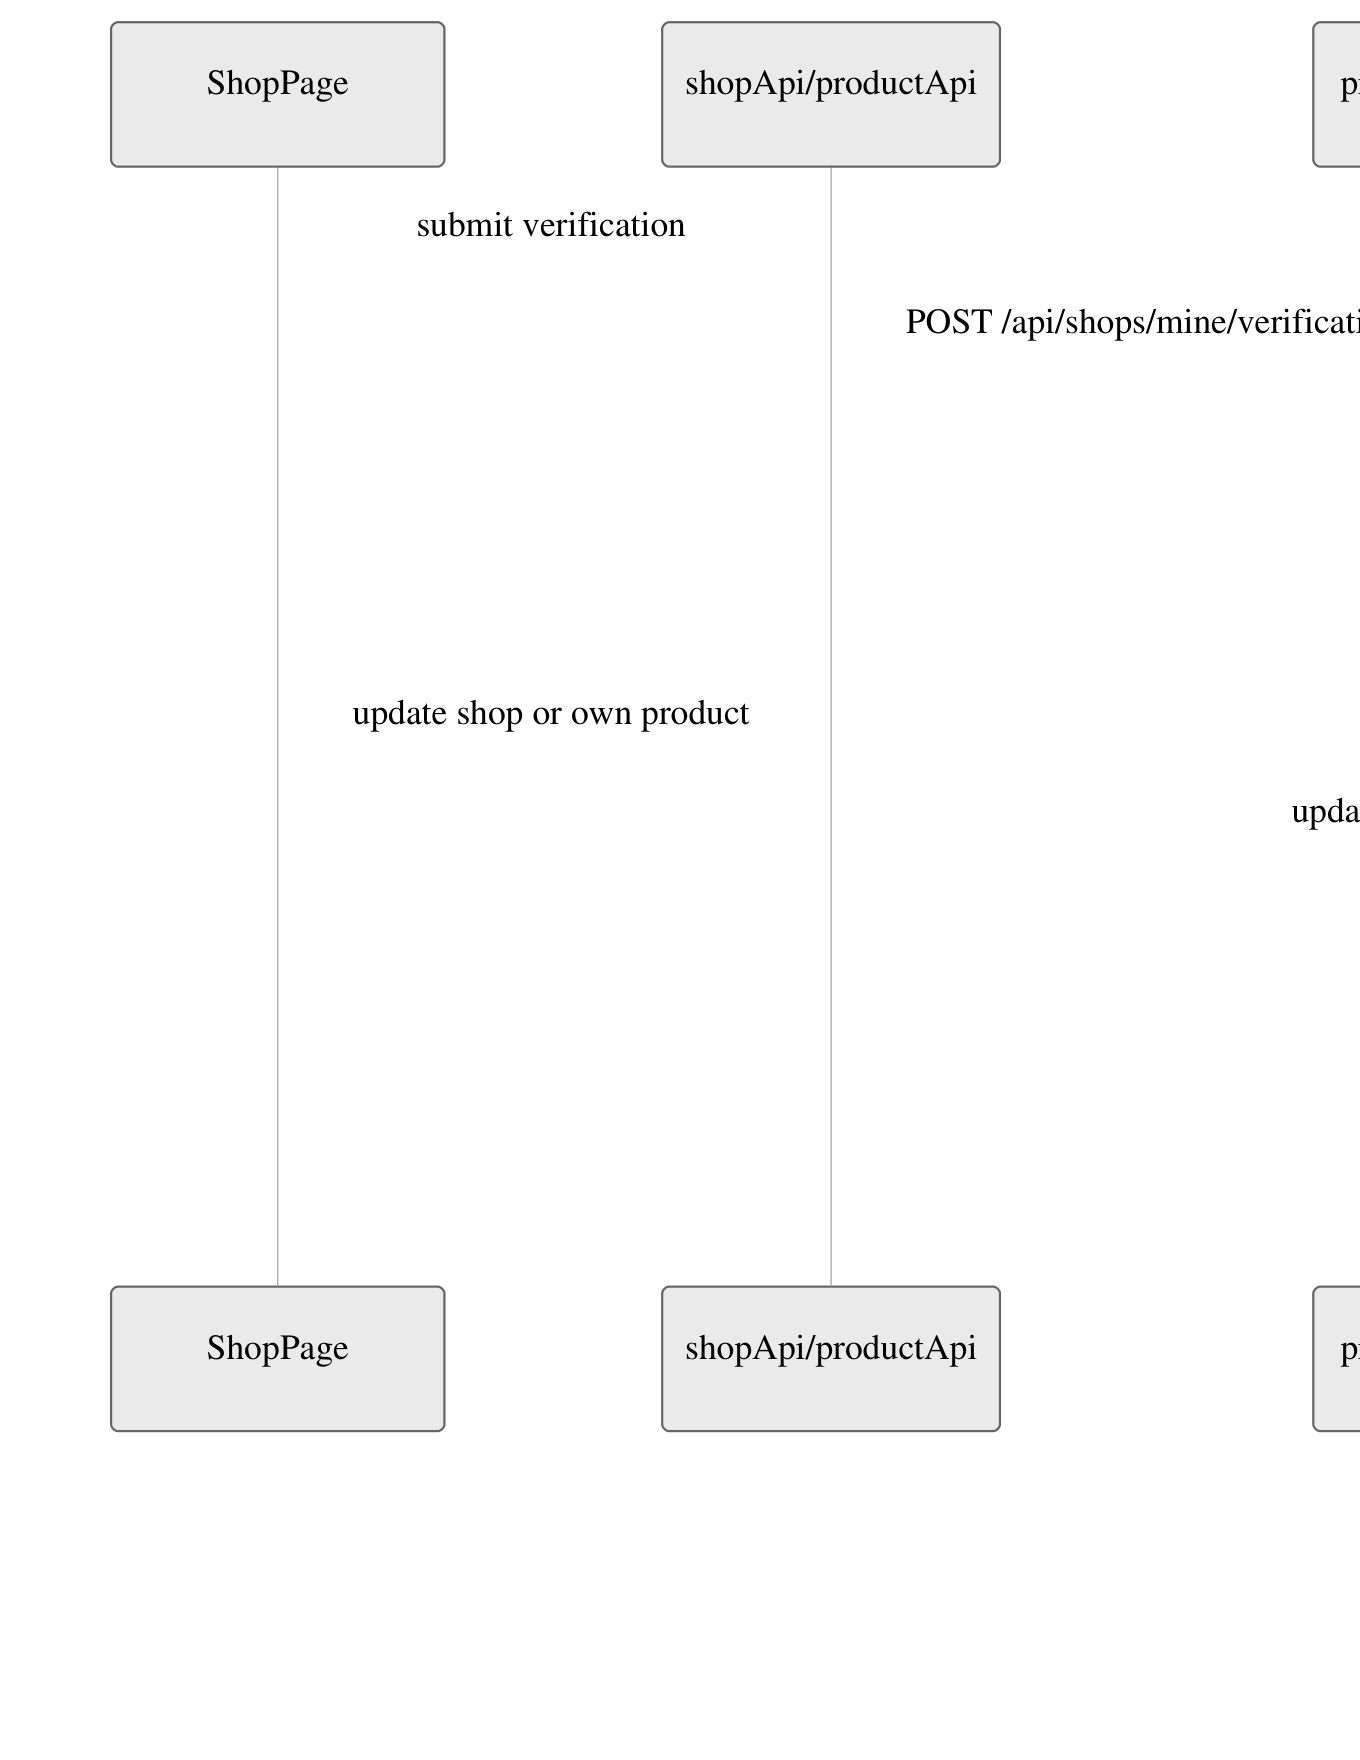 ShopPage
shopApi/productApi
submit verification
POST /api/shops/mine/verificati
update shop or own product
upda
ShopPage
shopApi/productApi